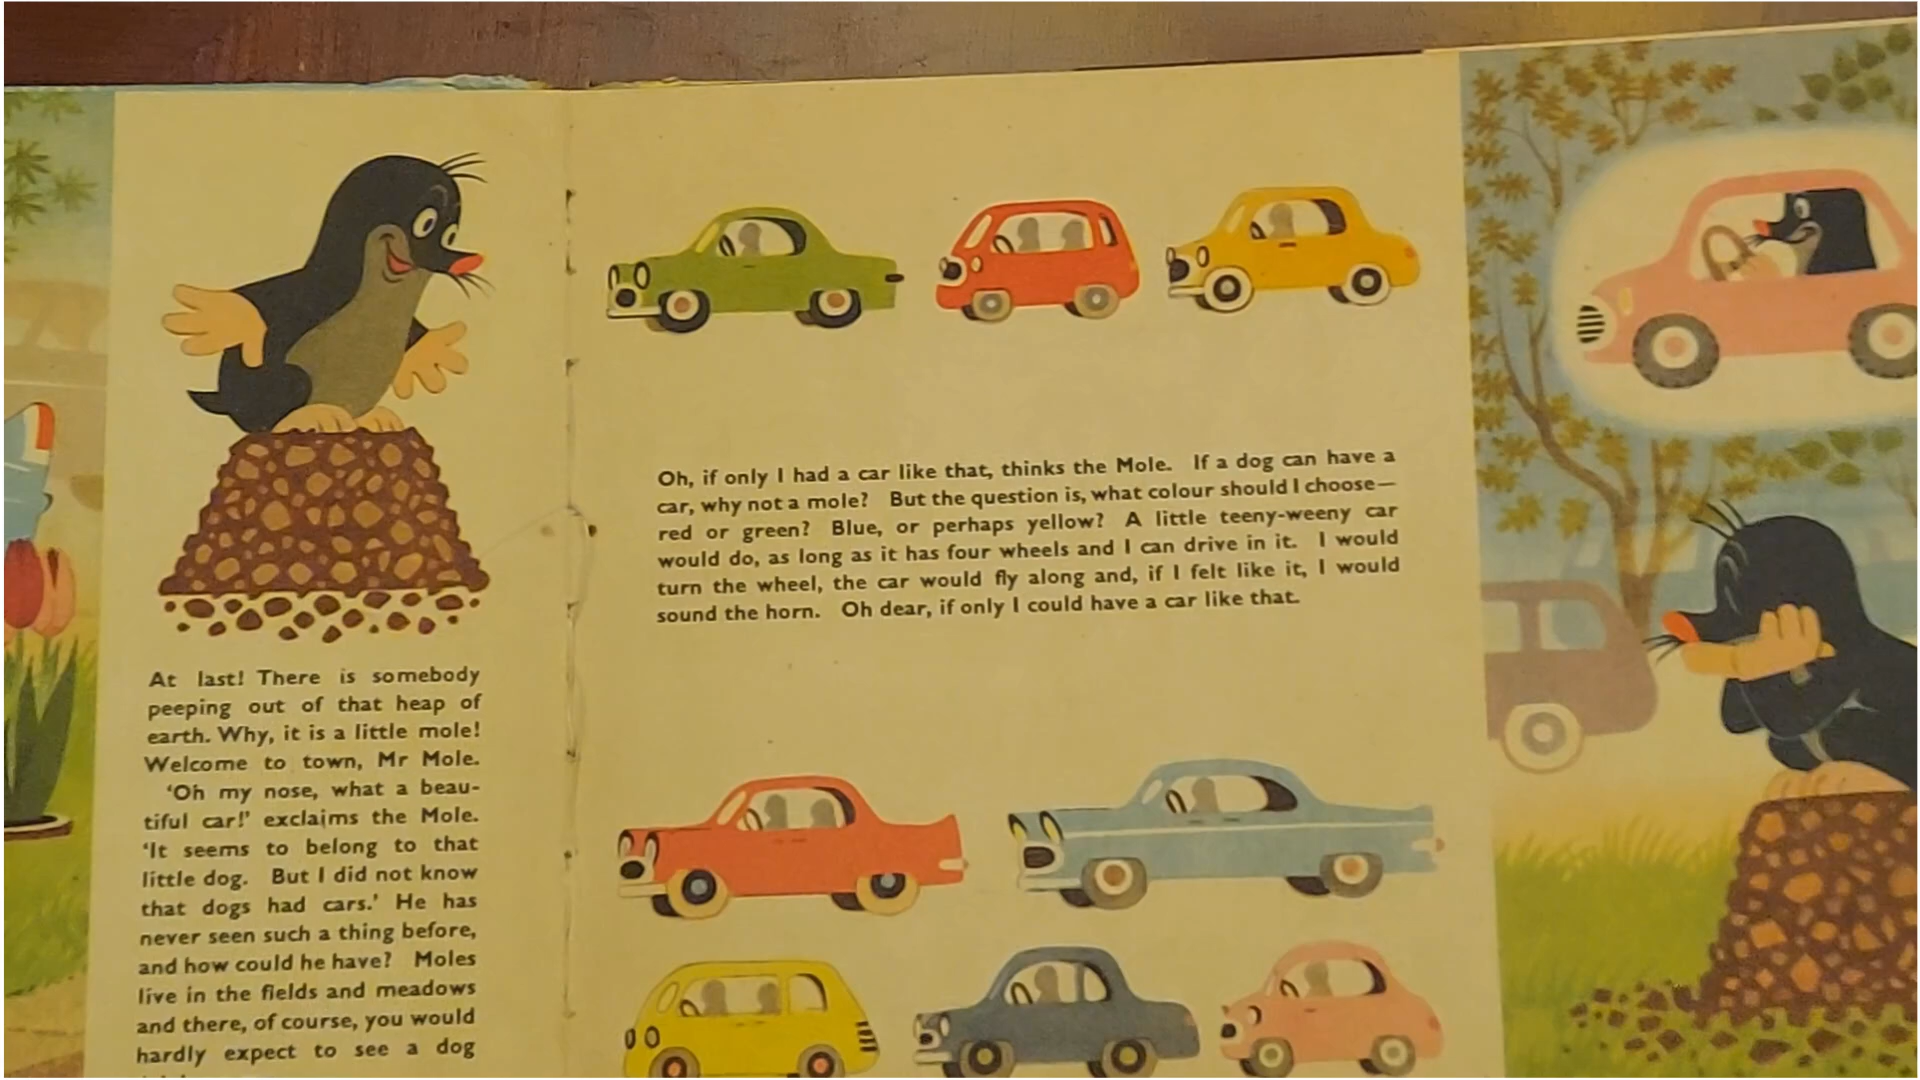 At last! There is somebody
peeping out of that heap of
earth. Why, it is a little mole!
Welcome to town, Mr Mole.
‘Oh my nose, what a beau-
tiful car!’ exclaims the Mole.
‘It seems to belong to that
little dog. But I did not know
that dogs had cars.’ He has
never seen such a thing before,
and how could he have? Moles
live in the fields and meadows
and there, of course, you would
hardly expect to see a dog
Oh, if only I had a car like that, thinks the Mole. If a dog can have a
car, why not a mole? But the question is, what colour should I choose—
red or green? Blue, or perhaps yellow? A little teeny-weeny car
would do, as long as it has four wheels and I can drive in it. I would
turn the wheel, the car would fly along and, if I felt like it, I would
sound the horn. Oh dear, if only I could have a car like that.